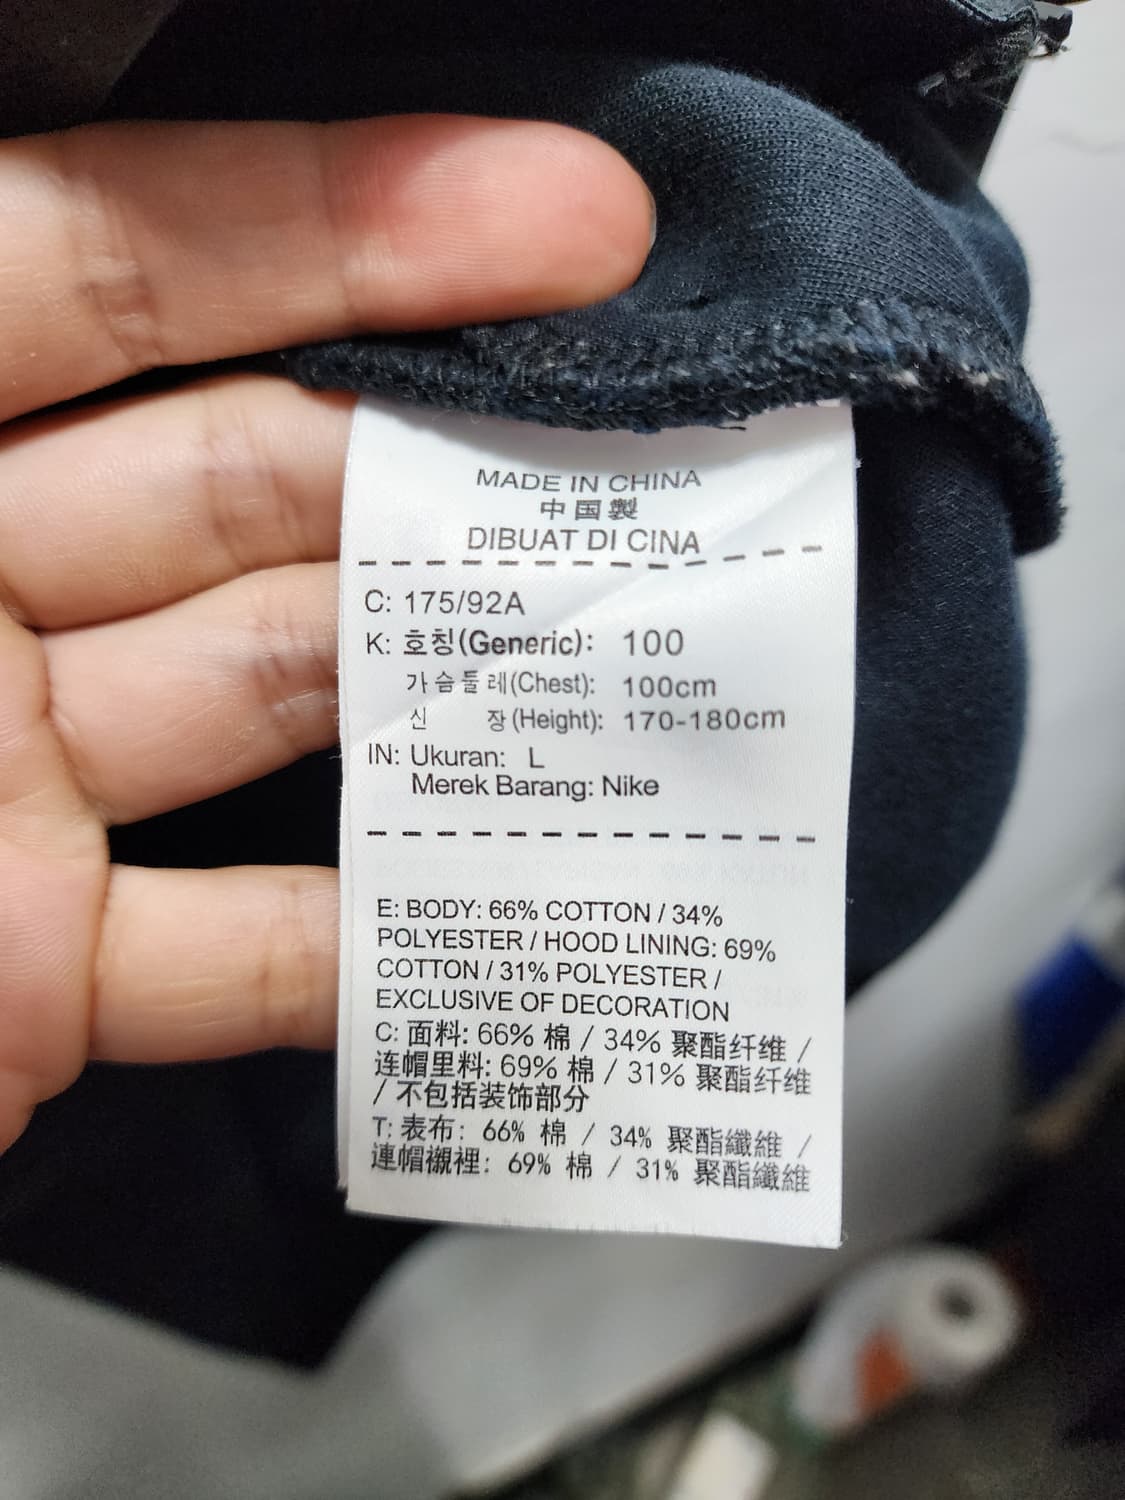 MADE IN CHINA
中国製
DIBUAT DI CINA
C: 175/92A
K: 호칭(Generic): 100
가슴둘레(Chest): 100cm
신 장(Height): 170-180cm
IN: Ukuran: L
Merek Barang: Nike
E: BODY: 66% COTTON / 34%
POLYESTER / HOOD LINING: 69%
COTTON / 31% POLYESTER /
EXCLUSIVE OF DECORATION
C: 面料: 66% 棉 / 34% 聚酯纤维 /
连帽里料: 69% 棉 / 31% 聚酯纤维
/ 不包括装饰部分
T: 表布: 66% 棉 / 34% 聚酯纖維 /
連帽襯裡: 69% 棉 / 31% 聚酯纖維